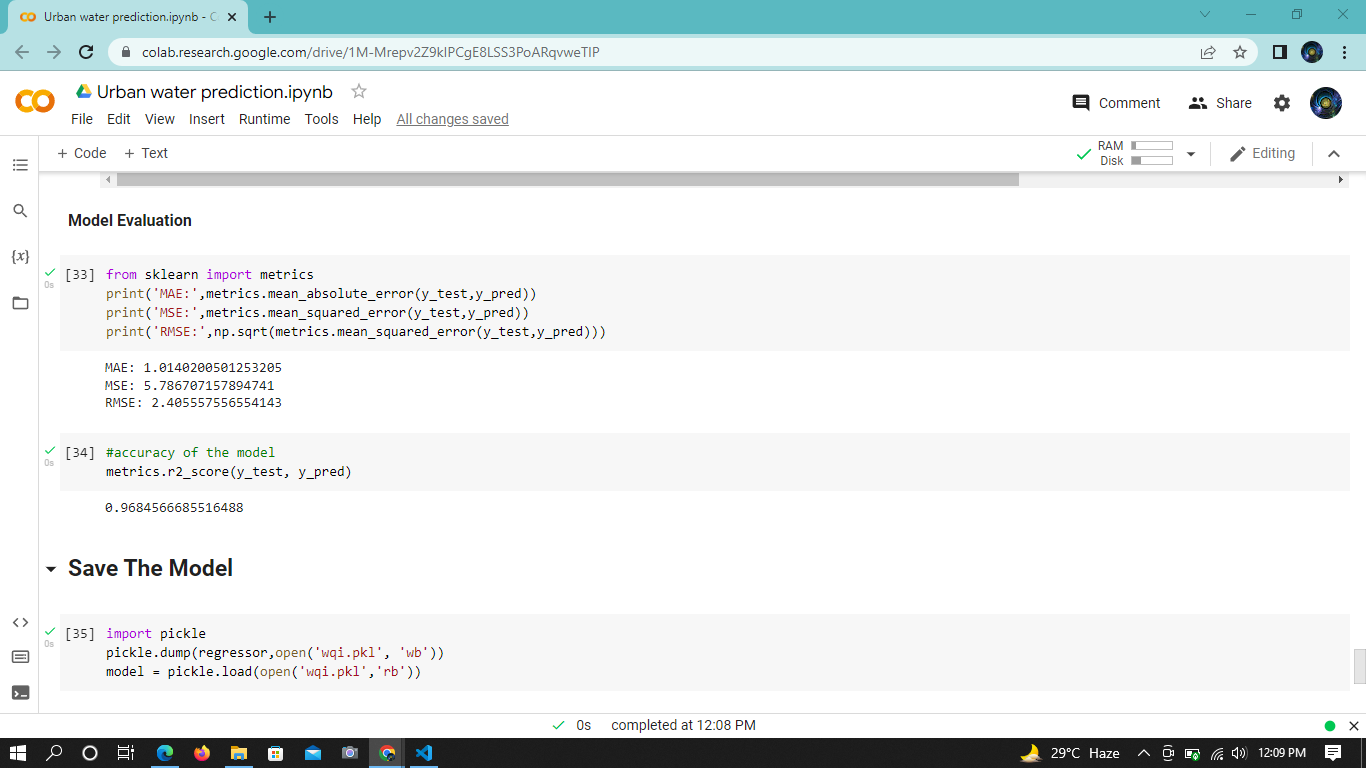 Urban water prediction.ipynb - C
colab.research.google.com/drive/1M-Mrepv2Z9kIPCgE8LSS3PoARqvweTIP
Urban water prediction.ipynb
File Edit View Insert Runtime Tools Help All changes saved
Comment Share
+ Code + Text
RAM
Disk
Editing
Model Evaluation
{x}
0s
[33] from sklearn import metrics
print('MAE:',metrics.mean_absolute_error(y_test,y_pred))
print('MSE:',metrics.mean_squared_error(y_test,y_pred))
print('RMSE:',np.sqrt(metrics.mean_squared_error(y_test,y_pred)))
MAE: 1.0140200501253205
MSE: 5.786707157894741
RMSE: 2.405557556554143
0s
[34] #accuracy of the model
metrics.r2_score(y_test, y_pred)
0.9684566685516488
Save The Model
0s
[35] import pickle
pickle.dump(regressor,open('wqi.pkl', 'wb'))
model = pickle.load(open('wqi.pkl','rb'))
0s completed at 12:08 PM
29°C Haze 12:09 PM